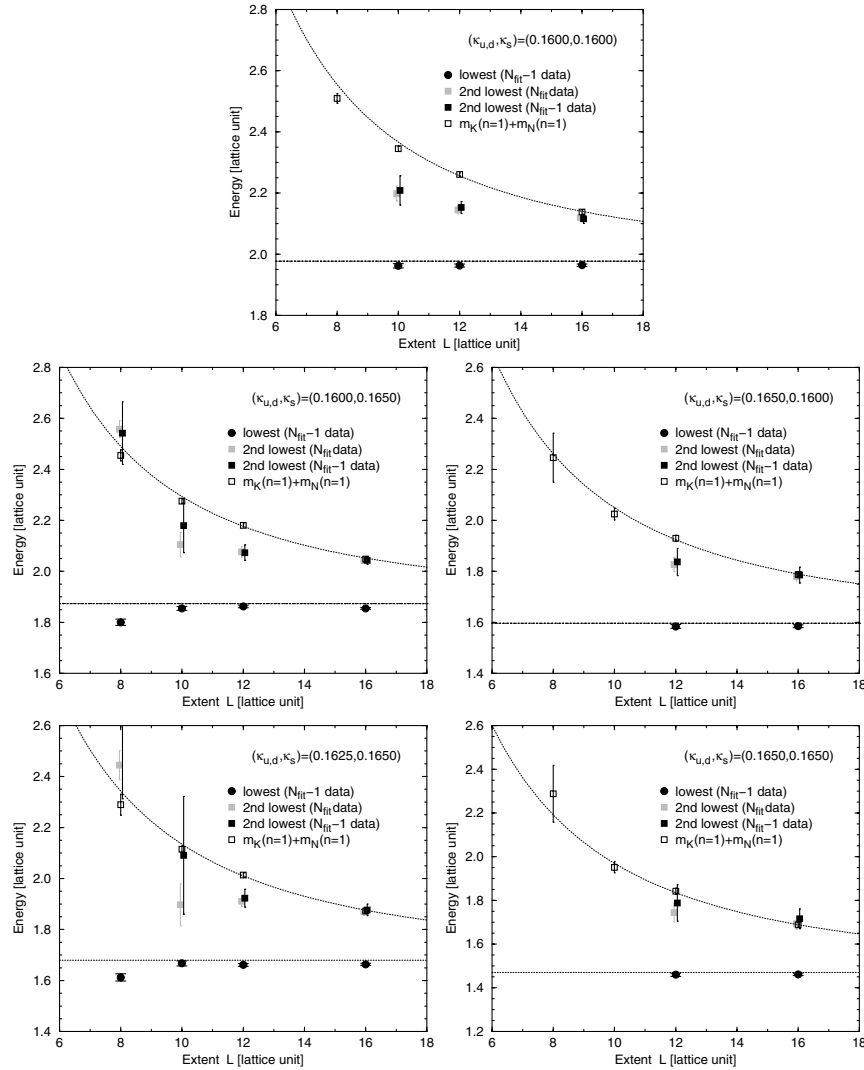 2.8
2.6
2.4
2.2
2.0
1.8
Energy [lattice unit]
(κu,d,κs)=(0.1600,0.1600)
lowest (Nfit−1 data)
2nd lowest (Nfit data)
2nd lowest (Nfit−1 data)
mK(n=1)+mN(n=1)
6 8 10 12 14 16 18
Extent L [lattice unit]
2.8
2.6
2.4
2.2
2.0
1.8
1.6
Energy [lattice unit]
(κu,d,κs)=(0.1600,0.1650)
lowest (Nfit−1 data)
2nd lowest (Nfit data)
2nd lowest (Nfit−1 data)
mK(n=1)+mN(n=1)
6 8 10 12 14 16 18
Extent L [lattice unit]
2.6
2.4
2.2
2.0
1.8
1.6
1.4
Energy [lattice unit]
(κu,d,κs)=(0.1650,0.1600)
lowest (Nfit−1 data)
2nd lowest (Nfit data)
2nd lowest (Nfit−1 data)
mK(n=1)+mN(n=1)
6 8 10 12 14 16 18
Extent L [lattice unit]
2.6
2.4
2.2
2.0
1.8
1.6
1.4
Energy [lattice unit]
(κu,d,κs)=(0.1625,0.1650)
lowest (Nfit−1 data)
2nd lowest (Nfit data)
2nd lowest (Nfit−1 data)
mK(n=1)+mN(n=1)
6 8 10 12 14 16 18
Extent L [lattice unit]
2.6
2.4
2.2
2.0
1.8
1.6
1.4
1.2
Energy [lattice unit]
(κu,d,κs)=(0.1650,0.1650)
lowest (Nfit−1 data)
2nd lowest (Nfit data)
2nd lowest (Nfit−1 data)
mK(n=1)+mN(n=1)
6 8 10 12 14 16 18
Extent L [lattice unit]